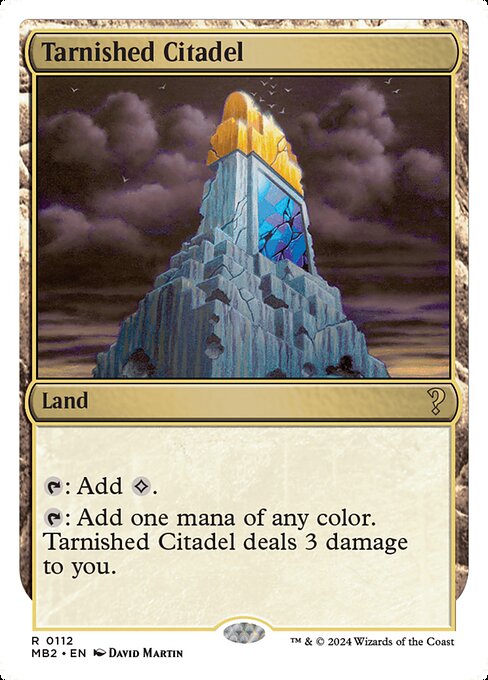 Tarnished Citadel
Land
: Add .
: Add one mana of any color.
Tarnished Citadel deals 3 damage
to you.
R 0112
MB2 • EN DAVID MARTIN
™ & © 2024 Wizards of the Coast